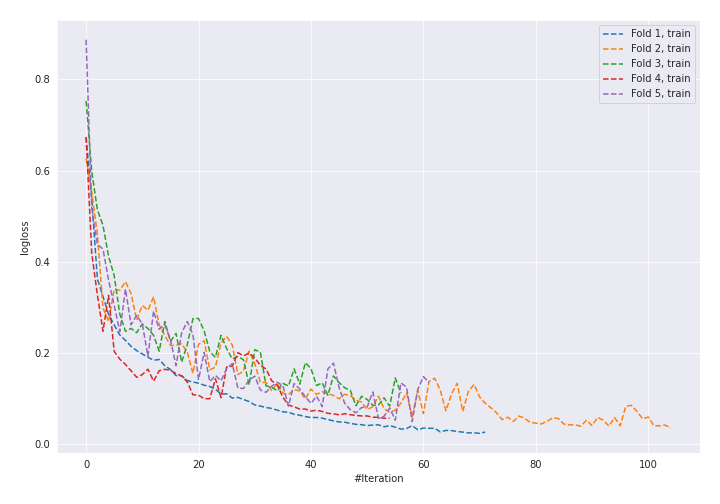 Fold 1, train
Fold 2, train
Fold 3, train
Fold 4, train
Fold 5, train
0.8
0.6
0.4
0.2
0.0
logloss
0 20 40 60 80 100
#Iteration